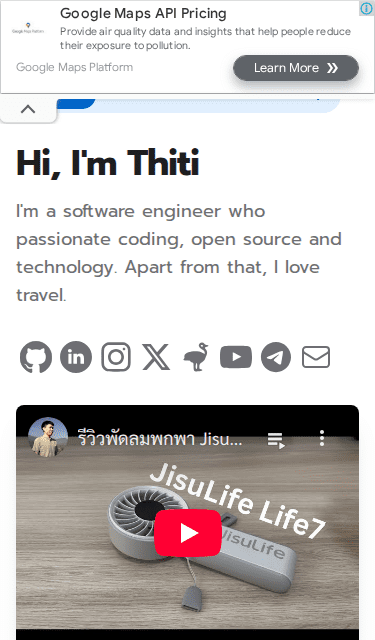 Google Maps API Pricing
Provide air quality data and insights that help people reduce
their exposure to pollution.
Google Maps Platform
Learn More
Hi, I'm Thiti
I'm a software engineer who
passionate coding, open source and
technology. Apart from that, I love
travel.
รีวิวพัดลมพกพา Jisu...
JisuLife Life7
JisuLife